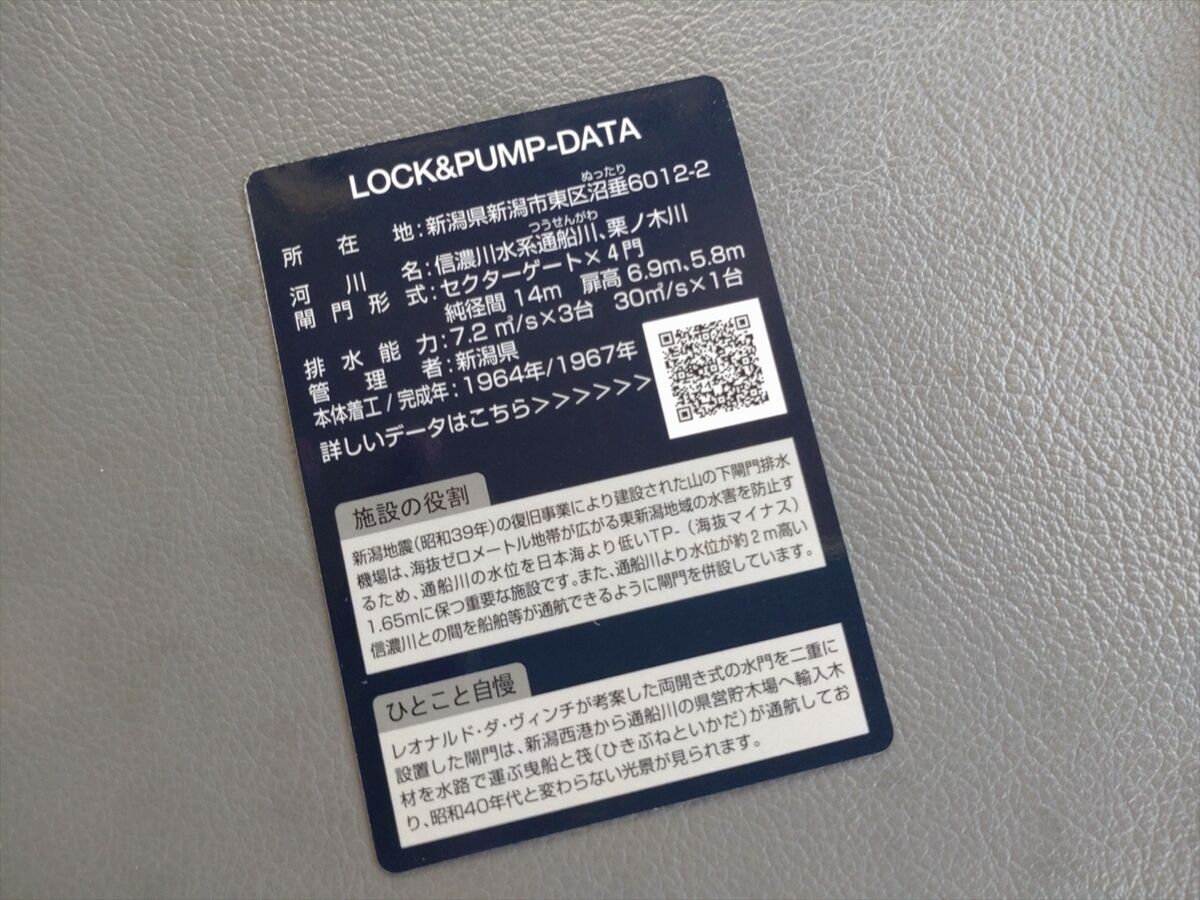 LOCK&PUMP-DATA
所在地:新潟県新潟市東区沼垂6012-2
ぬったり
河川名:信濃川水系通船川、栗ノ木川
つうせんがわ
閘門形式:セクターゲート×4門
純径間 14m 扉高 6.9m、5.8m
排水能力:7.2㎥/s×3台 30㎥/s×1台
管理者:新潟県
本体着工/完成年:1964年/1967年
詳しいデータはこちら>>>>>>
施設の役割
新潟地震(昭和39年)の復旧事業により建設された山の下閘門排水
機場は、海抜ゼロメートル地帯が広がる東新潟地域の水害を防止す
るため、通船川の水位を日本海より低いTP-(海抜マイナス)
1.65mに保つ重要な施設です。また、通船川より水位が約2m高い
信濃川との間を船舶等が通航できるように閘門を併設しています。
ひとこと自慢
レオナルド・ダ・ヴィンチが考案した両開き式の水門を二重に
設置した閘門は、新潟西港から通船川の県営貯木場へ輸入木
材を水路で運ぶ曳船と筏(ひきぶねといかだ)が通航してお
り、昭和40年代と変わらない光景が見られます。